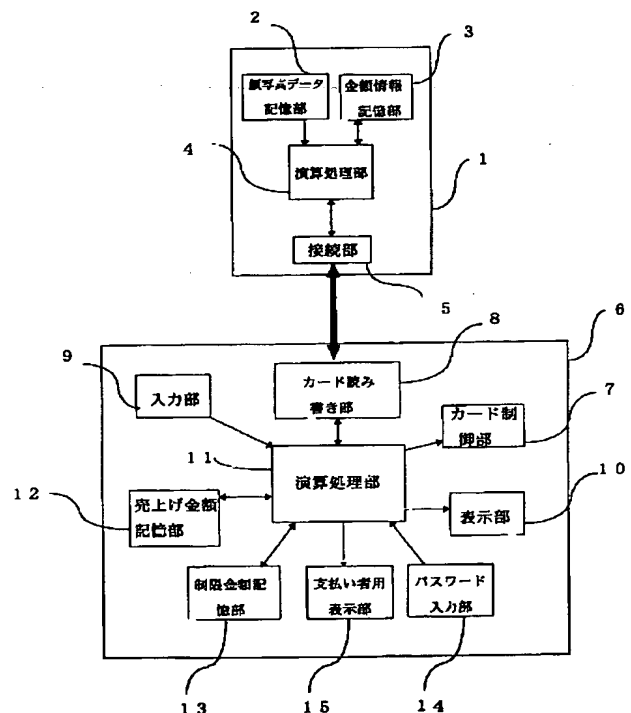 2
3
顔写真データ
記憶部
金額情報
記憶部
4
演算処理部
1
接続部
5
6
8
9
カード読み
書き部
入力部
カード制
御部
7
11
演算処理部
10
12
売上げ金額
記憶部
表示部
制限金額記
憶部
支払い者用
表示部
パスワード
入力部
13
15
14